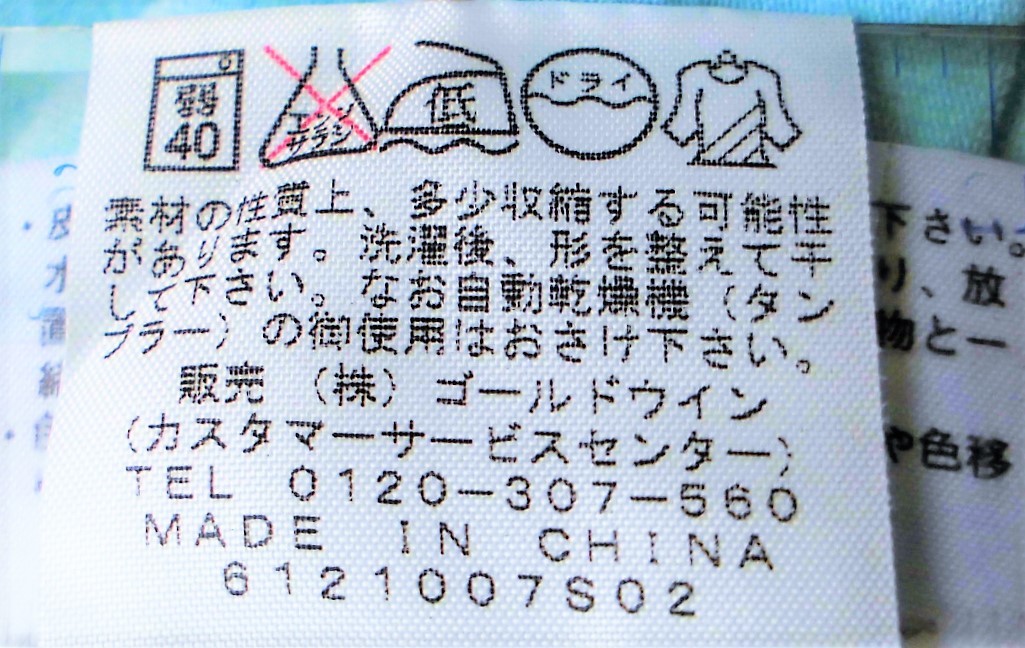 弱
40
エンソサラシ
低
ドライ
素材の性質上、多少収縮する可能性
があります。洗濯後、形を整えて干
して下さい。なお自動乾燥機（タン
ブラー）の御使用はおさけ下さい。
販売（株）ゴールドウイン
（カスタマーサービスセンター）
TEL 0120-307-560
MADE IN CHINA
6121007S02
下さい。
り、放
物と一
や色移